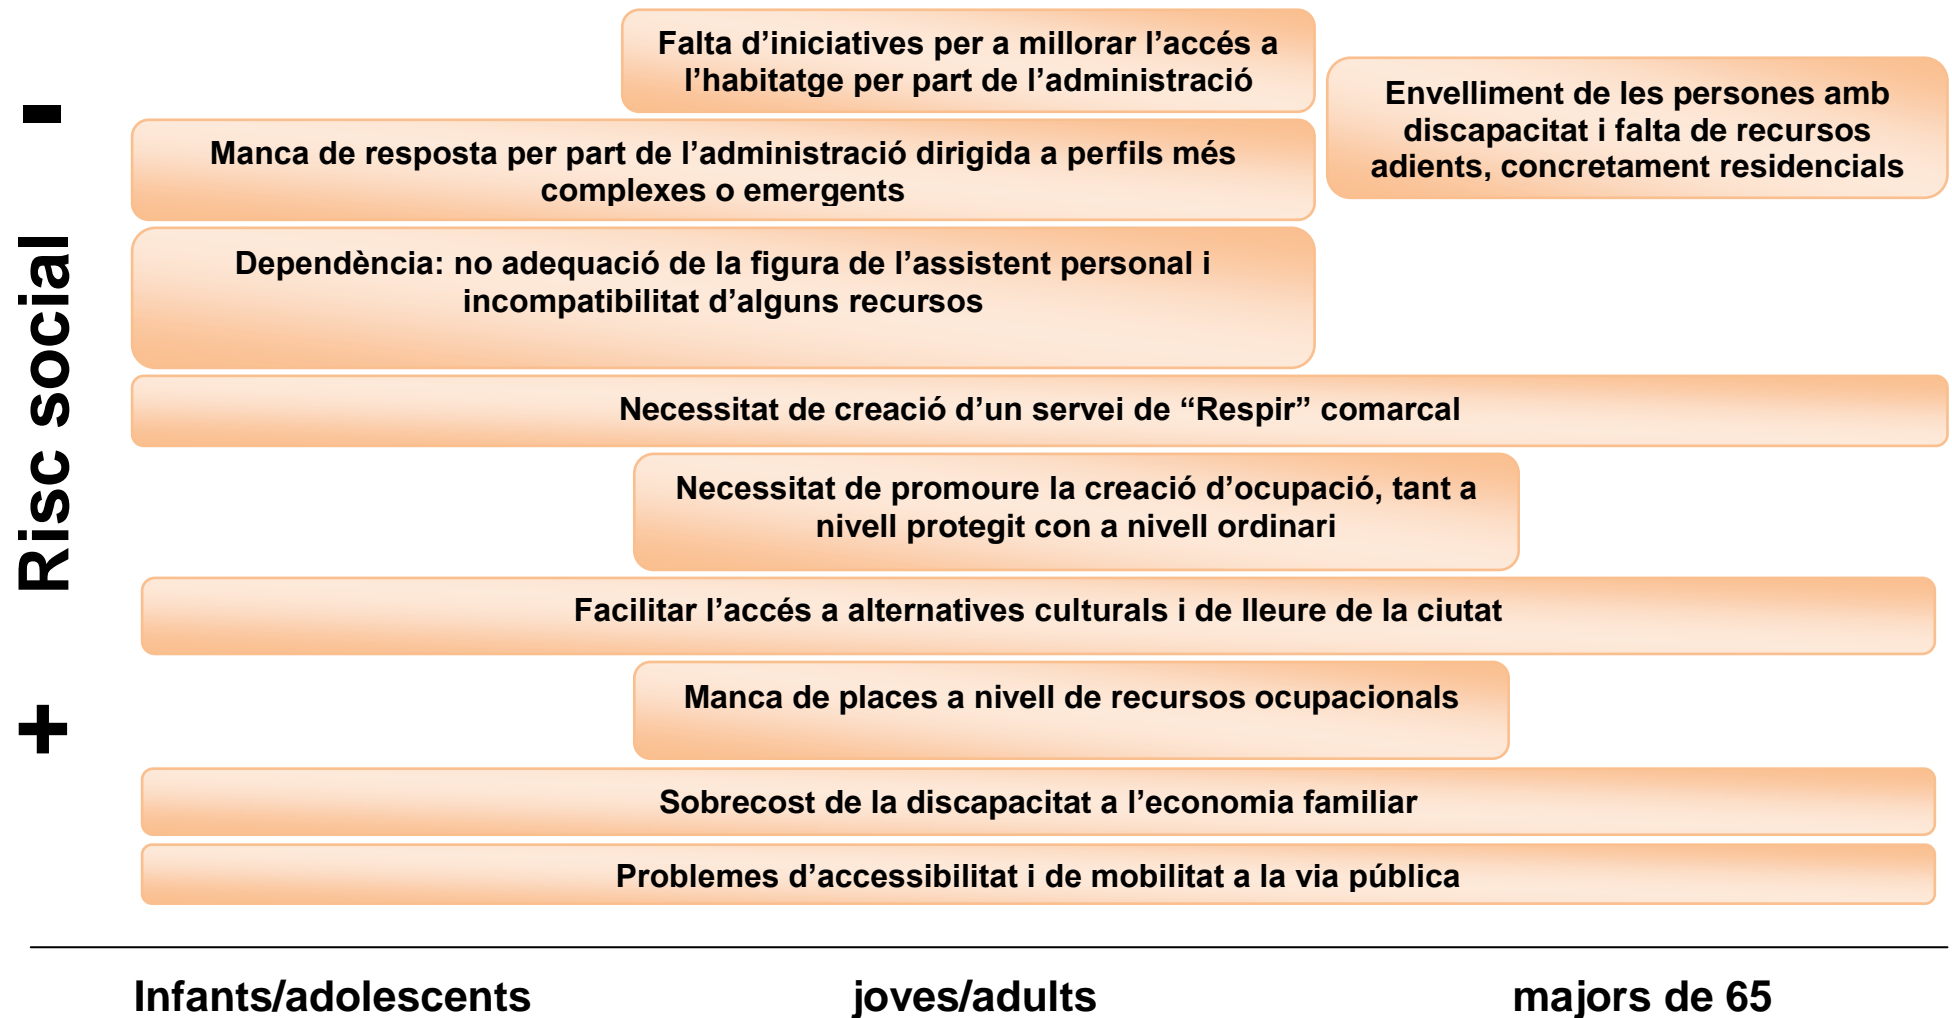 Falta d’iniciatives per a millorar l’accés a
l’habitatge per part de l’administració
Envelliment de les persones amb
discapacitat i falta de recursos
adients, concretament residencials
Manca de resposta per part de l’administració dirigida a perfils més
complexes o emergents
Dependència: no adequació de la figura de l’assistent personal i
incompatibilitat d’alguns recursos
Necessitat de creació d’un servei de “Respir” comarcal
Necessitat de promoure la creació d’ocupació, tant a
nivell protegit con a nivell ordinari
Facilitar l’accés a alternatives culturals i de lleure de la ciutat
Manca de places a nivell de recursos ocupacionals
Sobrecost de la discapacitat a l’economia familiar
Problemes d’accessibilitat i de mobilitat a la via pública
+ Risc social -
Infants/adolescents joves/adults majors de 65